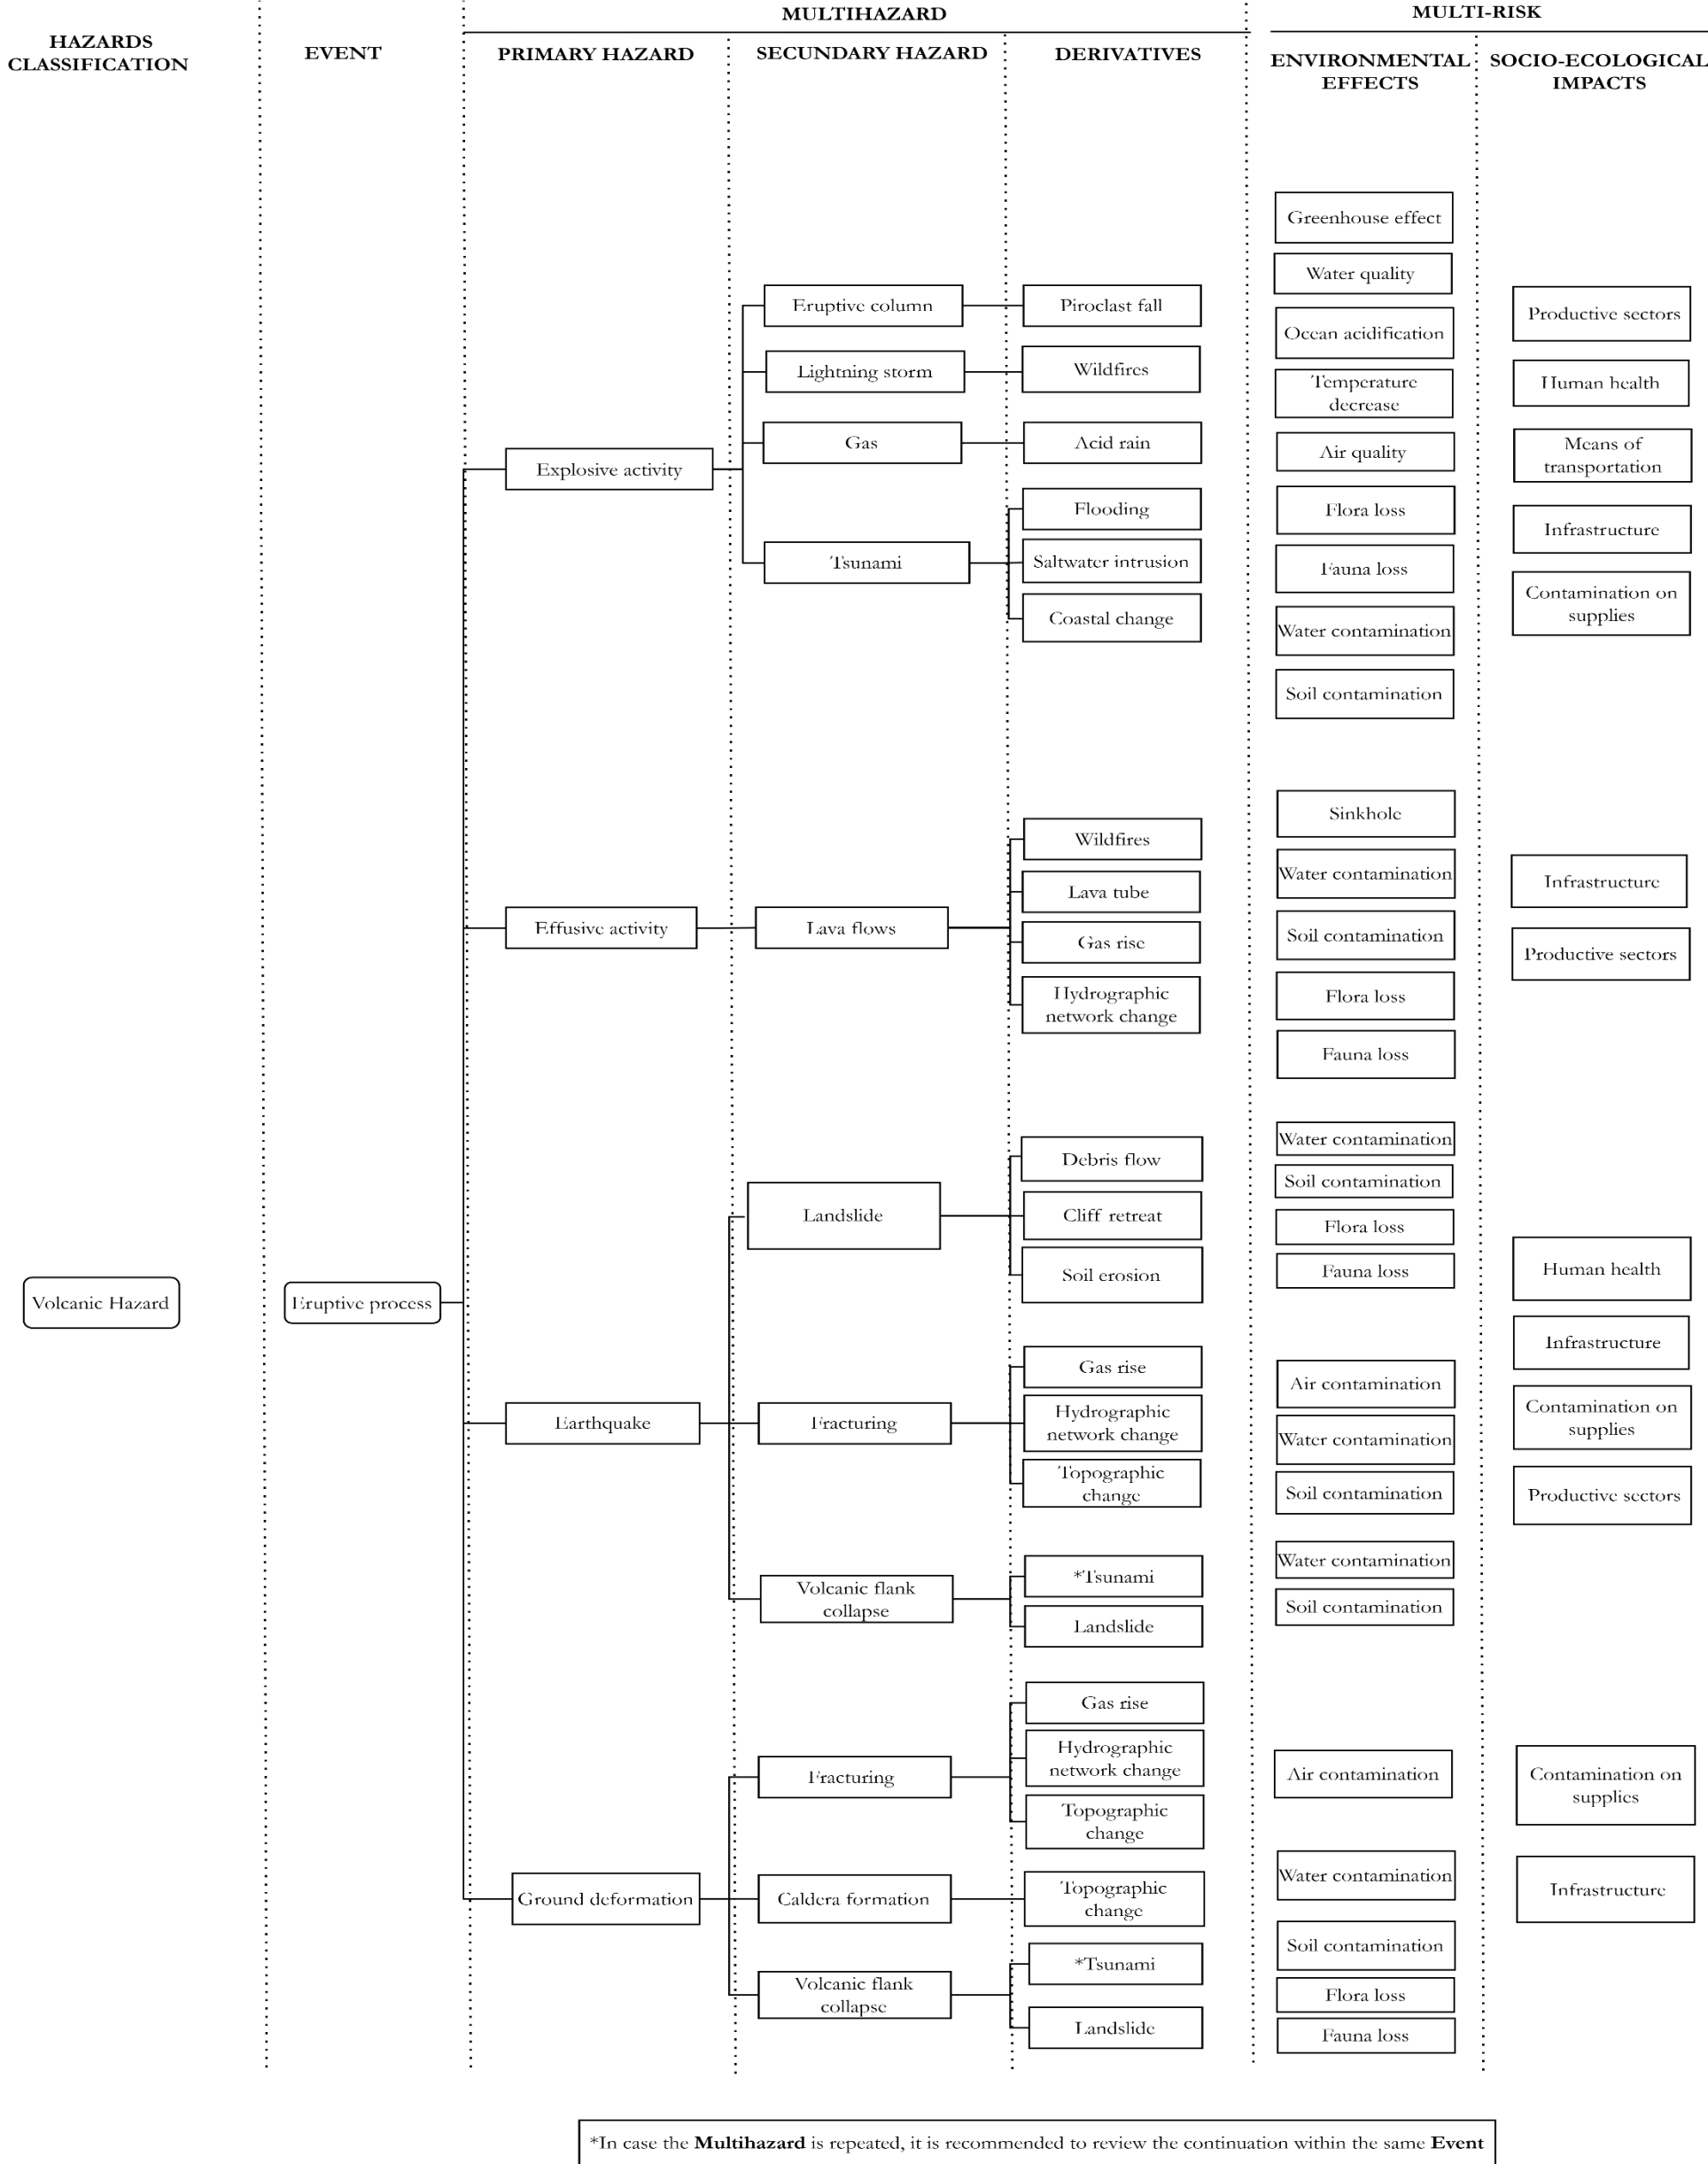 MULTIHAZARD
MULTI-RISK
HAZARDS
CLASSIFICATION
EVENT
PRIMARY HAZARD
SECUNDARY HAZARD
DERIVATIVES
ENVIRONMENTAL
EFFECTS
SOCIO-ECOLOGICAL
IMPACTS
Volcanic Hazard
Eruptive process
Explosive activity
Eruptive column
Piroclast fall
Lightning storm
Wildfires
Gas
Acid rain
Tsunami
Flooding
Saltwater intrusion
Coastal change
Greenhouse effect
Water quality
Ocean acidification
Temperature
decrease
Air quality
Flora loss
Fauna loss
Water contamination
Soil contamination
Productive sectors
Human health
Means of
transportation
Infrastructure
Contamination on
supplies
Effusive activity
Lava flows
Wildfires
Lava tube
Gas rise
Hydrographic
network change
Sinkhole
Water contamination
Soil contamination
Flora loss
Fauna loss
Infrastructure
Productive sectors
Earthquake
Landslide
Debris flow
Cliff retreat
Soil erosion
Water contamination
Soil contamination
Flora loss
Fauna loss
Fracturing
Gas rise
Hydrographic
network change
Topographic
change
Air contamination
Water contamination
Soil contamination
Volcanic flank
collapse
*Tsunami
Landslide
Water contamination
Soil contamination
Human health
Infrastructure
Contamination on
supplies
Productive sectors
Ground deformation
Fracturing
Gas rise
Hydrographic
network change
Topographic
change
Caldera formation
Topographic
change
Volcanic flank
collapse
*Tsunami
Landslide
Air contamination
Water contamination
Soil contamination
Flora loss
Fauna loss
Contamination on
supplies
Infrastructure
*In case the Multihazard is repeated, it is recommended to review the continuation within the same Event